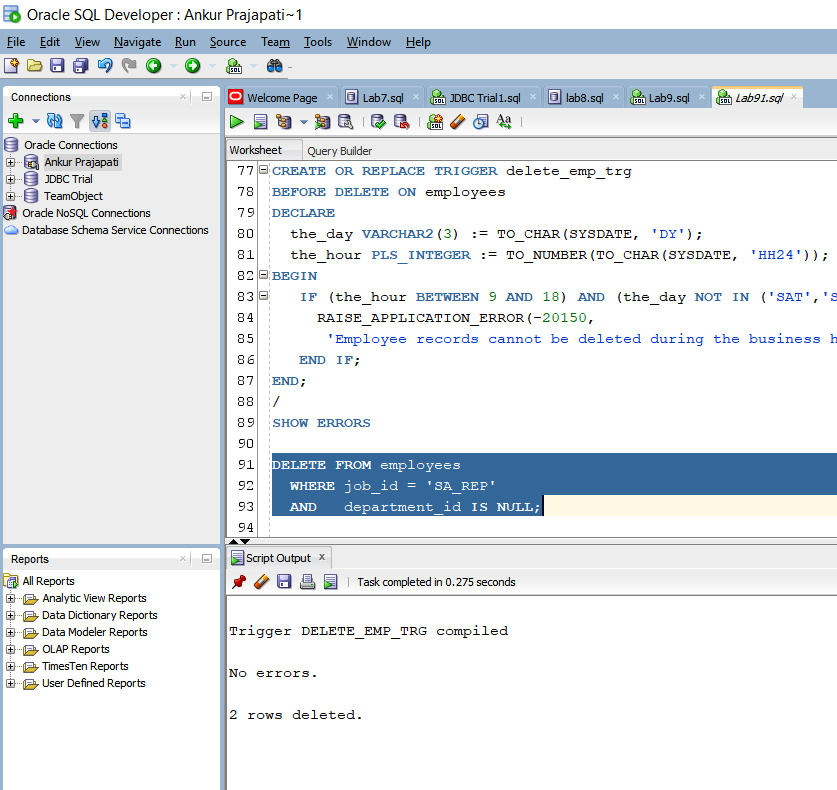 Oracle SQL Developer : Ankur Prajapati~1
File Edit View Navigate Run Source Team Tools Window Help
Connections
Oracle Connections
Ankur Prajapati
JDBC Trial
TeamObject
Oracle NoSQL Connections
Database Schema Service Connections
Welcome Page Lab7.sql JDBC Trial1.sql lab8.sql Lab9.sql Lab91.sql
Worksheet Query Builder
77 CREATE OR REPLACE TRIGGER delete_emp_trg
78 BEFORE DELETE ON employees
79 DECLARE
80 the_day VARCHAR2(3) := TO_CHAR(SYSDATE, 'DY');
81 the_hour PLS_INTEGER := TO_NUMBER(TO_CHAR(SYSDATE, 'HH24'));
82 BEGIN
83 IF (the_hour BETWEEN 9 AND 18) AND (the_day NOT IN ('SAT','S
84 RAISE_APPLICATION_ERROR(-20150,
85 'Employee records cannot be deleted during the business h
86 END IF;
87 END;
88 /
89 SHOW ERRORS
90
91 DELETE FROM employees
92 WHERE job_id = 'SA_REP'
93 AND department_id IS NULL;
94
Reports
All Reports
Analytic View Reports
Data Dictionary Reports
Data Modeler Reports
OLAP Reports
TimesTen Reports
User Defined Reports
Script Output
Task completed in 0.275 seconds
Trigger DELETE_EMP_TRG compiled
No errors.
2 rows deleted.